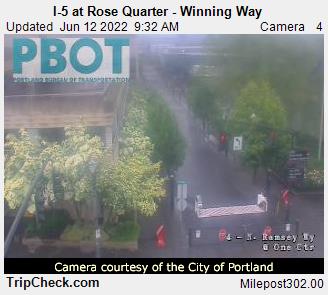 I-5 at Rose Quarter - Winning Way
Updated Jun 12 2022 9:32 AM Camera 4
PBOT
PORTLAND BUREAU OF TRANSPORTATION
4 - N. Ramsey Wy
@ One Ctr
Camera courtesy of the City of Portland
TripCheck.com Milepost302.00